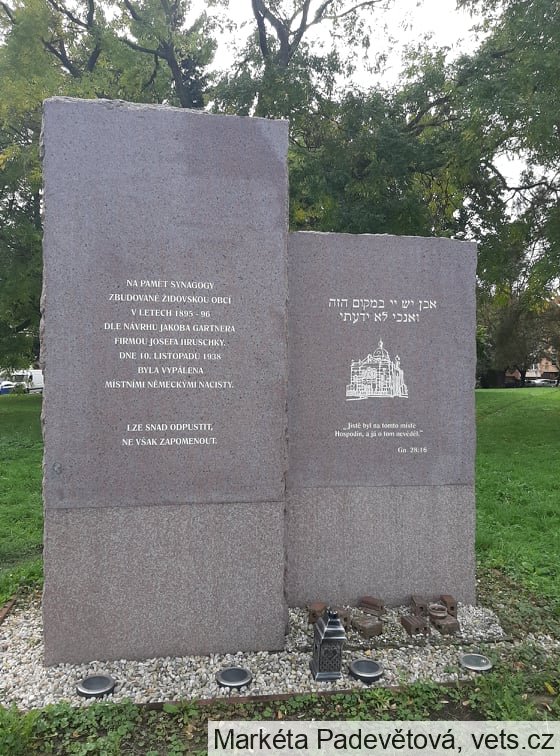 NA PAMĚŤ SYNAGOGY
ZBUDOVANÉ ŽIDOVSKOU OBCÍ
V LETECH 1895 - 96
DLE NÁVRHU JAKOBA GARTNERA
FIRMOU JOSEFA HRUSCHKY.
DNE 10. LISTOPADU 1938
BYLA VYPÁLENA
MÍSTNÍMI NĚMECKÝMI NACISTY.
LZE SNAD ODPUSTIT,
NE VŠAK ZAPOMENOUT.
אכן יש יי במקום הזה
ואנכי לא ידעתי
„Jistě byl na tomto místě
Hospodin, a já o tom nevěděl.“
Gn 28:16
Markéta Padevětová, vets.cz